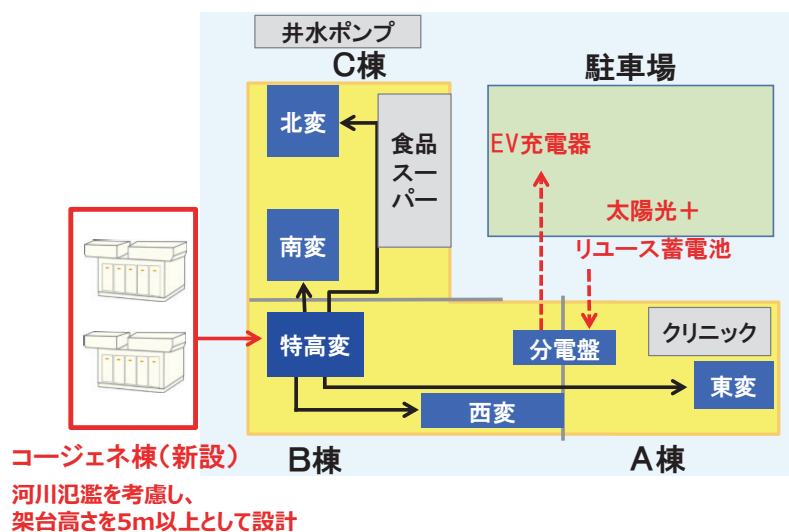 井水ポンプ
C棟
駐車場
北変
食品
スー
パー
EV充電器
太陽光＋
リユース蓄電池
南変
特高変
分電盤
クリニック
東変
西変
コージェネ棟（新設）
B棟
A棟
河川氾濫を考慮し、
架台高さを5m以上として設計